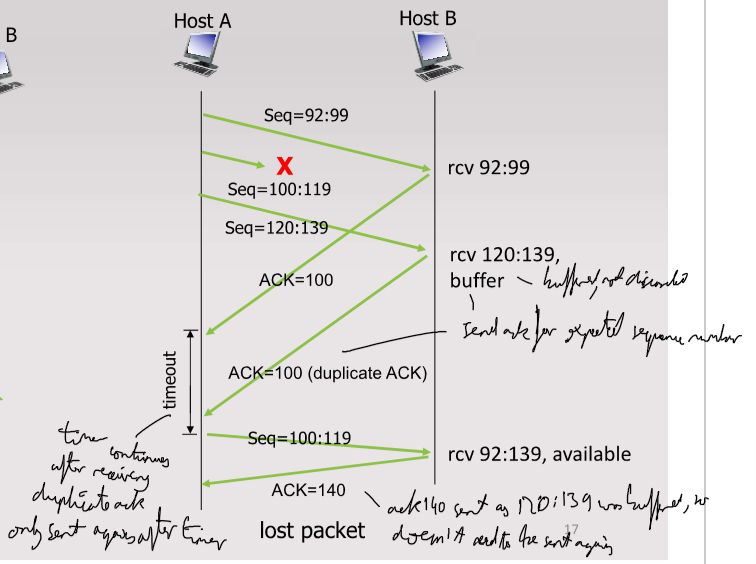 B
Host A
Host B
Seq=92:99
X
rcv 92:99
Seq=100:119
Seq=120:139
rcv 120:139,
buffer
buffered, not discarded
ACK=100
send ack for expected sequence number
timeout
ACK=100 (duplicate ACK)
timer continues
after receiving
duplicate ack
only sent again after timer
Seq=100:119
rcv 92:139, available
ACK=140
ack 140 sent as 120:139 was buffered, so
doesn't need to be sent again
lost packet
17